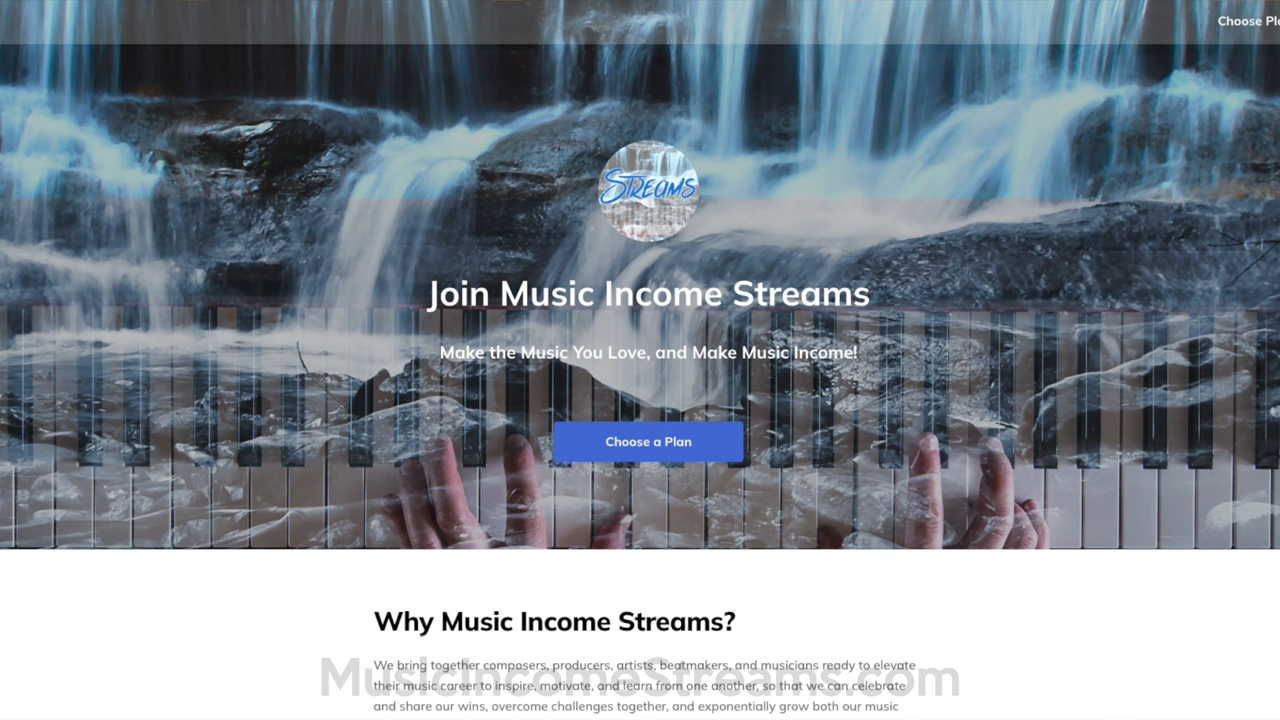 Choose Pla
STREAMS
Join Music Income Streams
Make the Music You Love, and Make Music Income!
Choose a Plan
Why Music Income Streams?
We bring together composers, producers, artists, beatmakers, and musicians ready to elevate
their music career to inspire, motivate, and learn from one another, so that we can celebrate
MusicIncomeStreams.com
and share our wins, overcome challenges together, and exponentially grow both our music